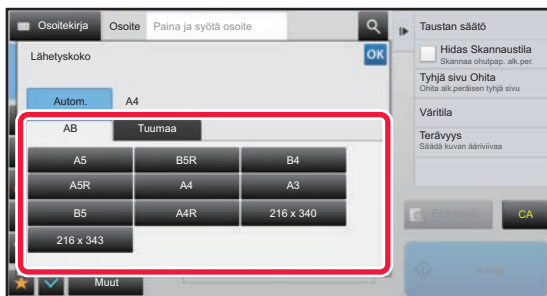 Osoitekirja Osoite Paina ja syötä osoite
Lähetyskoko OK
Autom. A4
AB Tuumaa
A5 B5R B4
A5R A4 A3
B5 A4R 216 x 340
216 x 343
Muut
Taustan säätö
Hidas Skannaustila
Skannaa ohutpap. alk.per.
Tyhjä sivu Ohita
Ohita alk.peräisen tyhjä sivu
Väritila
Terävyys
Säädä kuvan ääriviivaa
Esikatselu CA
Aloita